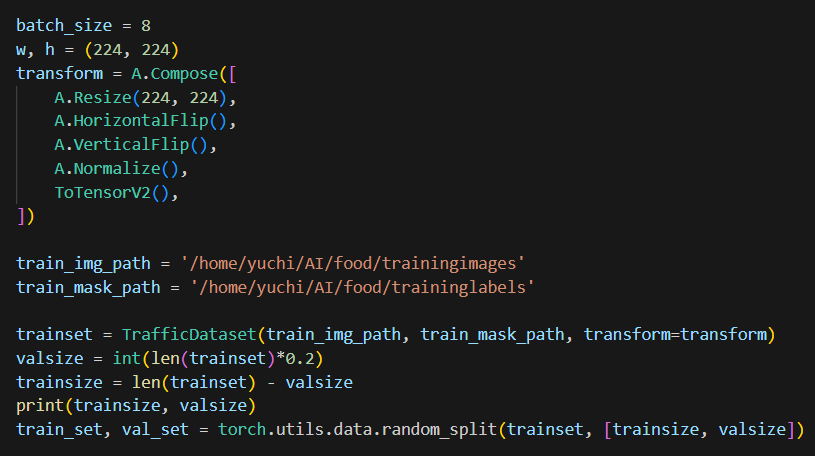 batch_size = 8
w, h = (224, 224)
transform = A.Compose([
    A.Resize(224, 224),
    A.HorizontalFlip(),
    A.VerticalFlip(),
    A.Normalize(),
    ToTensorV2(),
])
train_img_path = '/home/yuchi/AI/food/trainingimages'
train_mask_path = '/home/yuchi/AI/food/traininglabels'
trainset = TrafficDataset(train_img_path, train_mask_path, transform=transform)
valsize = int(len(trainset)*0.2)
trainsize = len(trainset) - valsize
print(trainsize, valsize)
train_set, val_set = torch.utils.data.random_split(trainset, [trainsize, valsize])